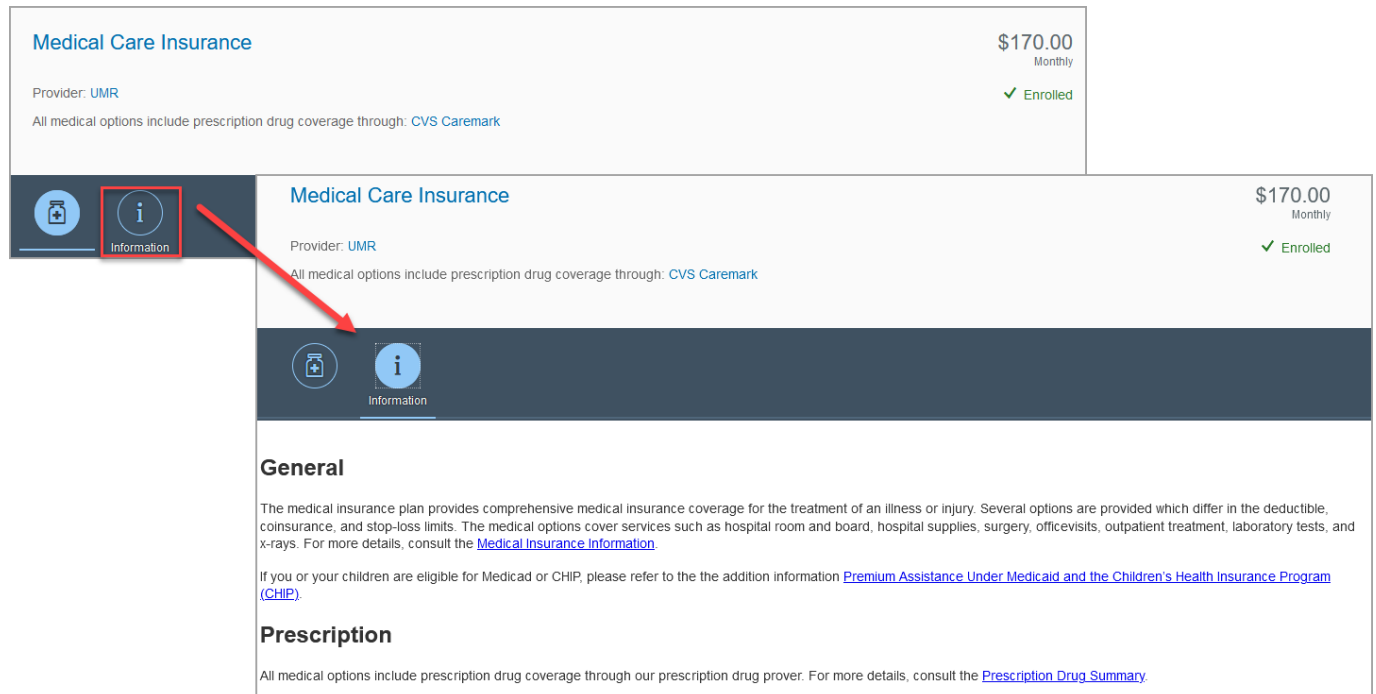 Medical Care Insurance
$170.00
Monthly
Provider: UMR
Enrolled
All medical options include prescription drug coverage through: CVS Caremark
Information
Medical Care Insurance
$170.00
Monthly
Provider: UMR
Enrolled
All medical options include prescription drug coverage through: CVS Caremark
i
Information
General
The medical insurance plan provides comprehensive medical insurance coverage for the treatment of an illness or injury. Several options are provided which differ in the deductible,
coinsurance, and stop-loss limits. The medical options cover services such as hospital room and board, hospital supplies, surgery, officevisits, outpatient treatment, laboratory tests, and
x-rays. For more details, consult the Medical Insurance Information.
If you or your children are eligible for Medicad or CHIP, please refer to the the addition information Premium Assistance Under Medicaid and the Children's Health Insurance Program
(CHIP).
Prescription
All medical options include prescription drug coverage through our prescription drug prover. For more details, consult the Prescription Drug Summary.